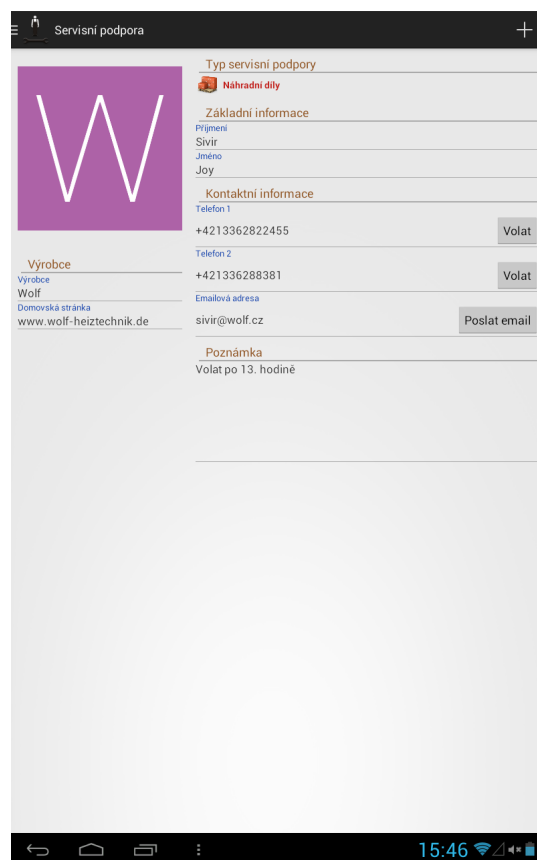 Servisní podpora
W
Výrobce
Výrobce
Wolf
Domovská stránka
www.wolf-heiztechnik.de
Typ servisní podpory
Náhradní díly
Základní informace
Příjmení
Sivir
Jméno
Joy
Kontaktní informace
Telefon 1
+4213362822455
Volat
Telefon 2
+421336288381
Volat
Emailová adresa
sivir@wolf.cz
Poslat email
Poznámka
Volat po 13. hodině
15:46